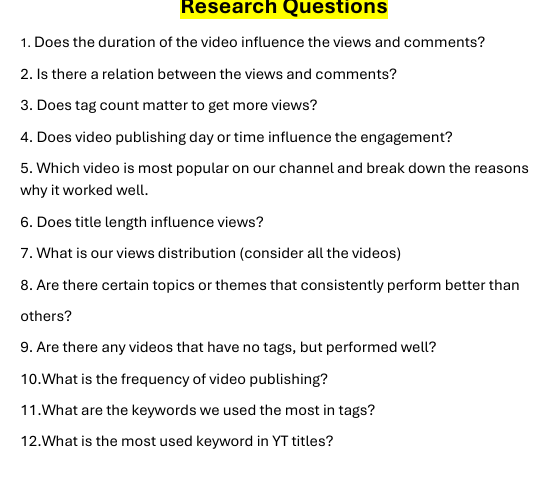 Research Questions
1. Does the duration of the video influence the views and comments?
2. Is there a relation between the views and comments?
3. Does tag count matter to get more views?
4. Does video publishing day or time influence the engagement?
5. Which video is most popular on our channel and break down the reasons
why it worked well.
6. Does title length influence views?
7. What is our views distribution (consider all the videos)
8. Are there certain topics or themes that consistently perform better than
others?
9. Are there any videos that have no tags, but performed well?
10.What is the frequency of video publishing?
11.What are the keywords we used the most in tags?
12.What is the most used keyword in YT titles?